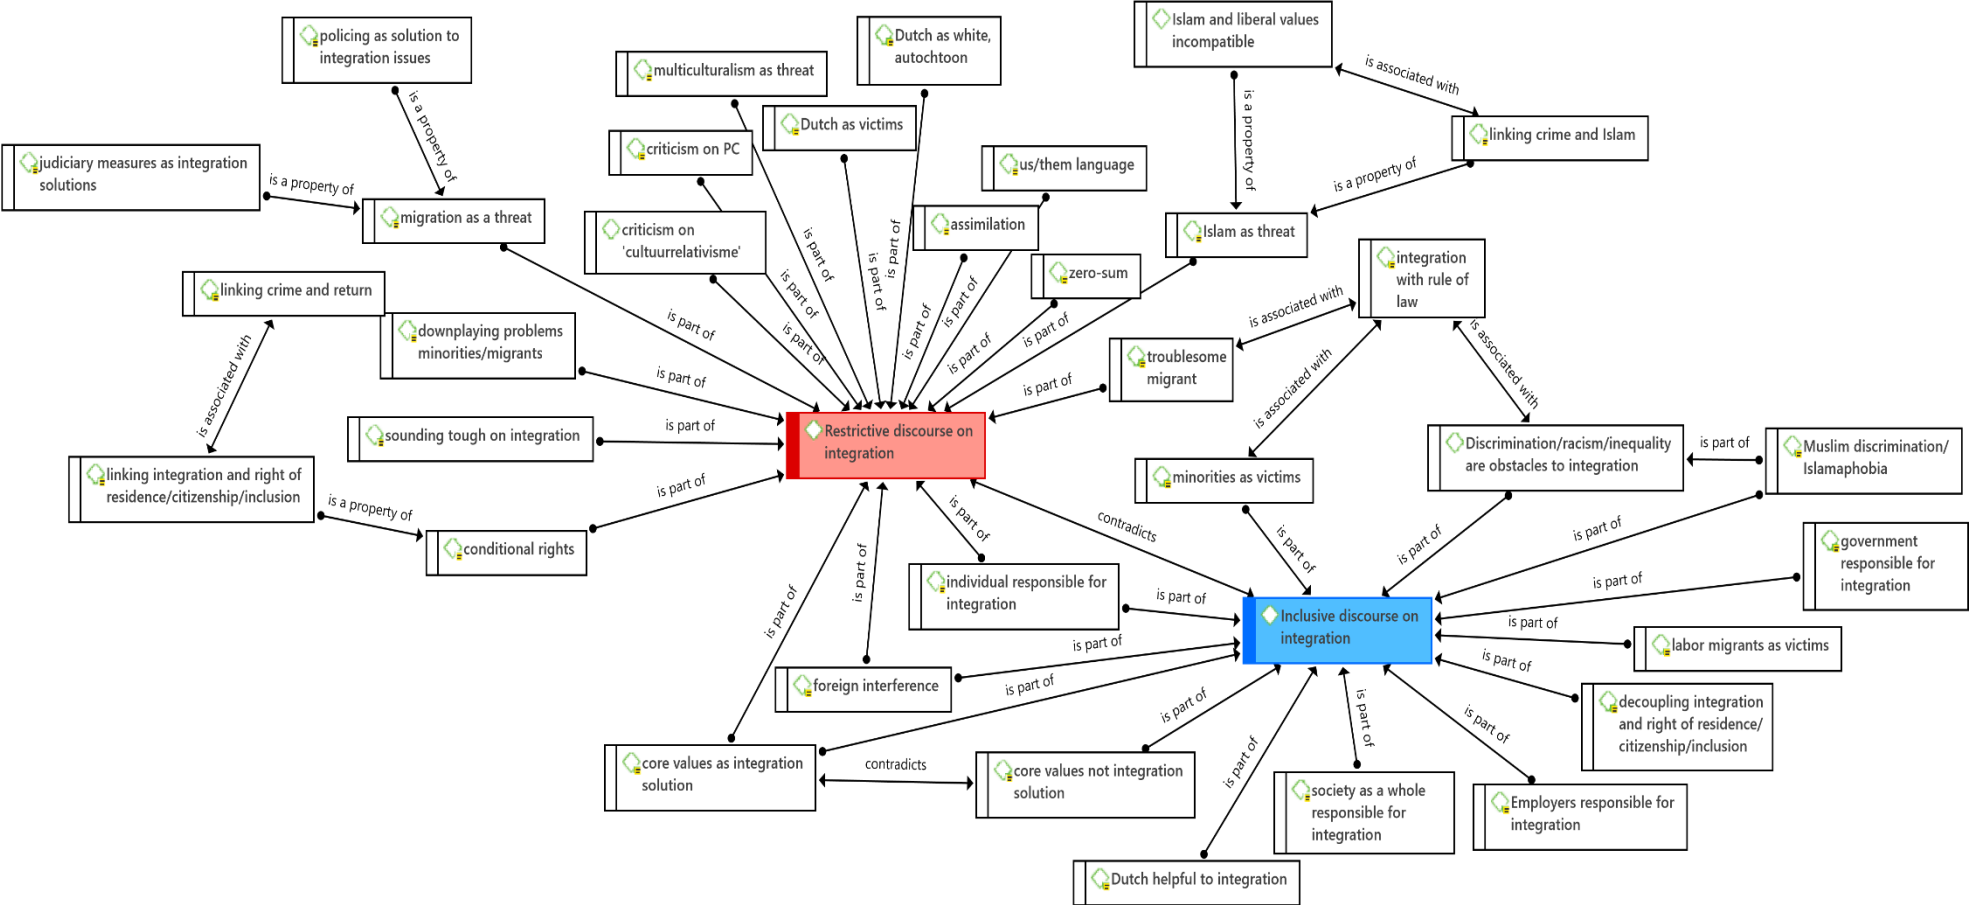 policing as solution to
integration issues
Dutch as white,
autochtoon
Islam and liberal values
incompatible
multiculturalism as threat
is associated with
is a property of
Dutch as victims
is a property of
linking crime and Islam
criticism on PC
judiciary measures as integration
solutions
us/them language
is a property of
is a property of
migration as a threat
criticism on
'cultuurrelativisme'
assimilation
Islam as threat
is part of
is part of
is part of
integration
with rule of
law
zero-sum
linking crime and return
is part of
is part of
is part of
is part of
is part of
is part of
is part of
is part of
is associated with
downplaying problems
minorities/migrants
troublesome
migrant
is associated with
is associated with
is associated with
is part of
is part of
sounding tough on integration
is part of
Restrictive discourse on
integration
Discrimination/racism/inequality
are obstacles to integration
is part of
Muslim discrimination/
Islamaphobia
linking integration and right of
residence/citizenship/inclusion
is part of
minorities as victims
is a property of
conditional rights
is part of
contradicts
is part of
is part of
is part of
government
responsible for
integration
is part of
individual responsible for
integration
is part of
is part of
is part of
Inclusive discourse on
integration
is part of
labor migrants as victims
is part of
foreign interference
is part of
is part of
decoupling integration
and right of residence/
citizenship/inclusion
is part of
is part of
is part of
core values as integration
solution
contradicts
core values not integration
solution
is part of
society as a whole
responsible for
integration
Employers responsible for
integration
Dutch helpful to integration